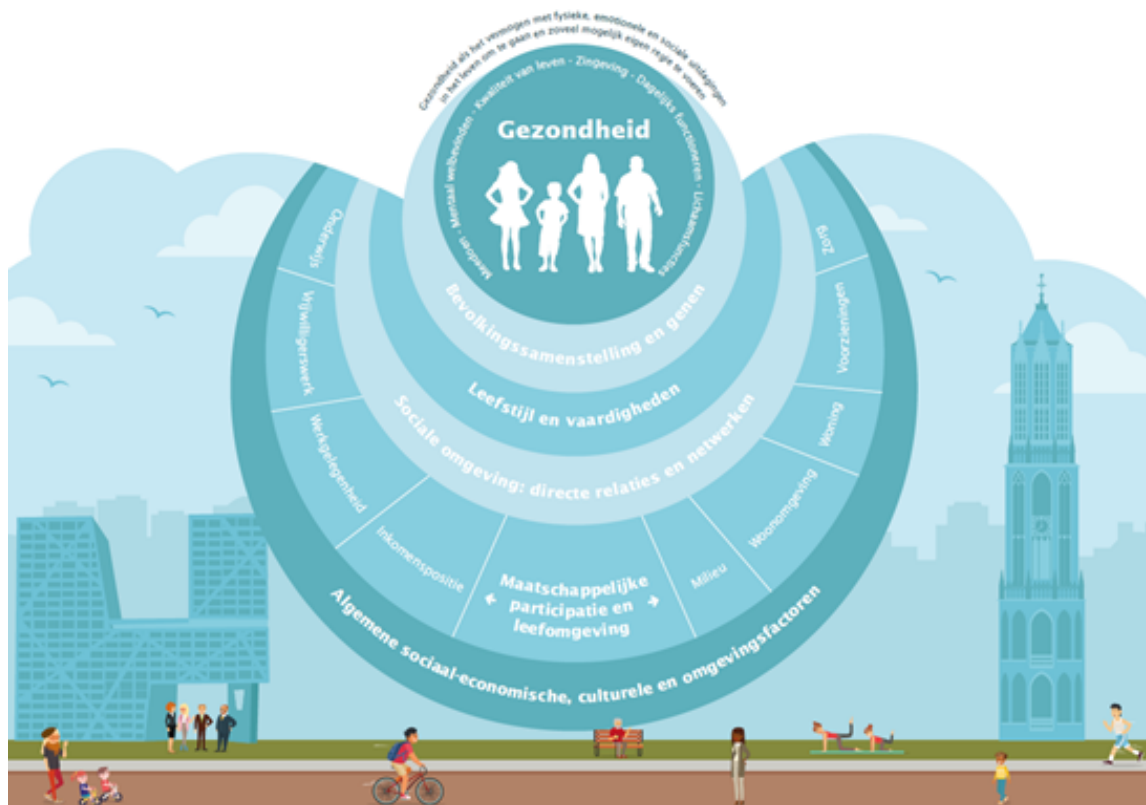 Gezondheid als het vermogen met fysieke, emotionele en sociale uitdagingen
in het leven om te gaan en zoveel mogelijk eigen regie te voeren
Meedoen - Mentaal welbevinden - Kwaliteit van leven - Zingeving - Dagelijks functioneren - Lichaamsfuncties
Gezondheid
Bevolkingssamenstelling en genen
Leefstijl en vaardigheden
Sociale omgeving: directe relaties en netwerken
Onderwijs
Vrijwilligerswerk
Werkgelegenheid
Inkomenspositie
Maatschappelijke
participatie en
leefomgeving
Milieu
Woonomgeving
Woning
Voorzieningen
Zorg
Algemene sociaal-economische, culturele en omgevingsfactoren